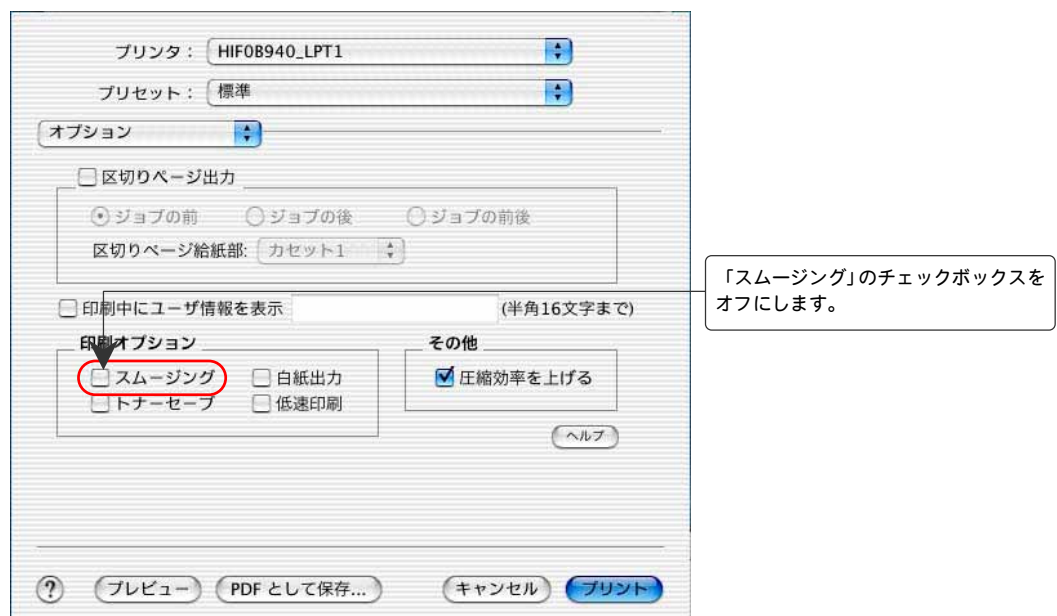 プリンタ： HIF0B940_LPT1
プリセット： 標準
オプション
区切りページ出力
ジョブの前 ジョブの後 ジョブの前後
区切りページ給紙部: カセット1
「スムージング」のチェックボックスを
オフにします。
印刷中にユーザ情報を表示 (半角16文字まで)
印刷オプション その他
スムージング 白紙出力 圧縮効率を上げる
トナーセーブ 低速印刷
ヘルプ
? プレビュー PDF として保存... キャンセル プリント